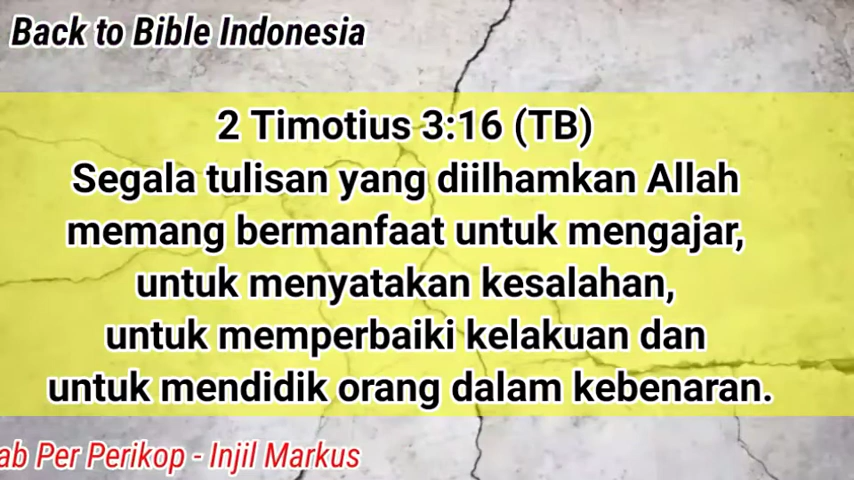 Back to Bible Indonesia
2 Timotius 3:16 (TB)
Segala tulisan yang diilhamkan Allah
memang bermanfaat untuk mengajar,
untuk menyatakan kesalahan,
untuk memperbaiki kelakuan dan
untuk mendidik orang dalam kebenaran.
Per Perikop - Injil Markus